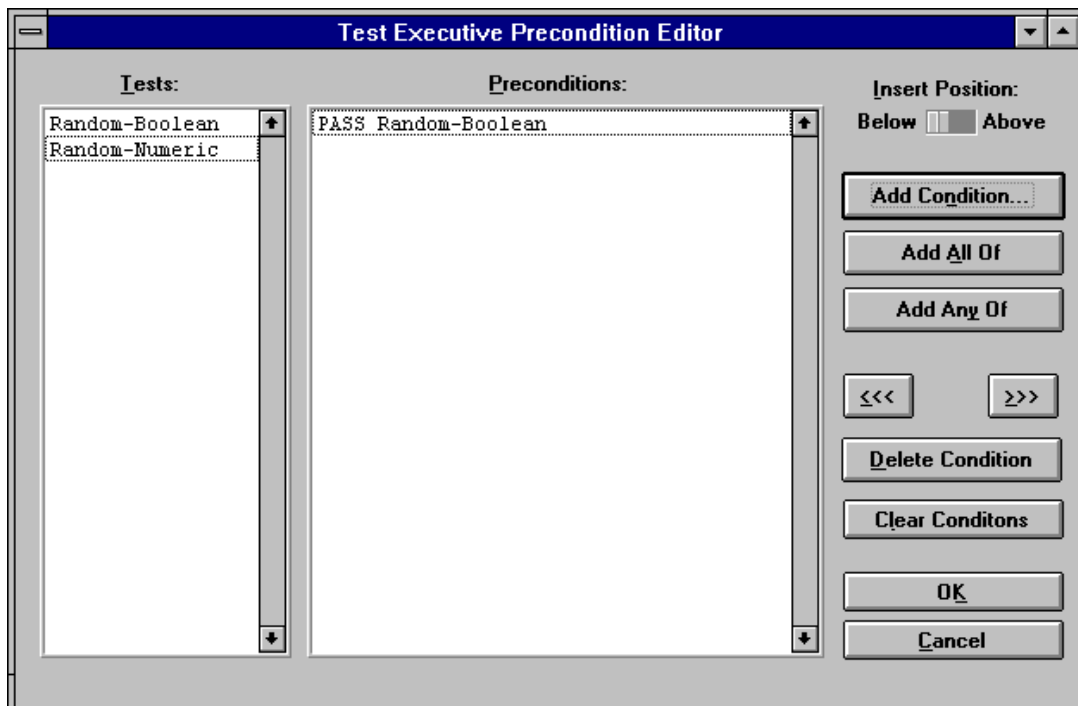 Test Executive Precondition Editor
Tests:
Preconditions:
Insert Position:
Below Above
Random-Boolean
Random-Numeric
PASS Random-Boolean
Add Condition...
Add All Of
Add Any Of
<<< >>>
Delete Condition
Clear Conditons
OK
Cancel